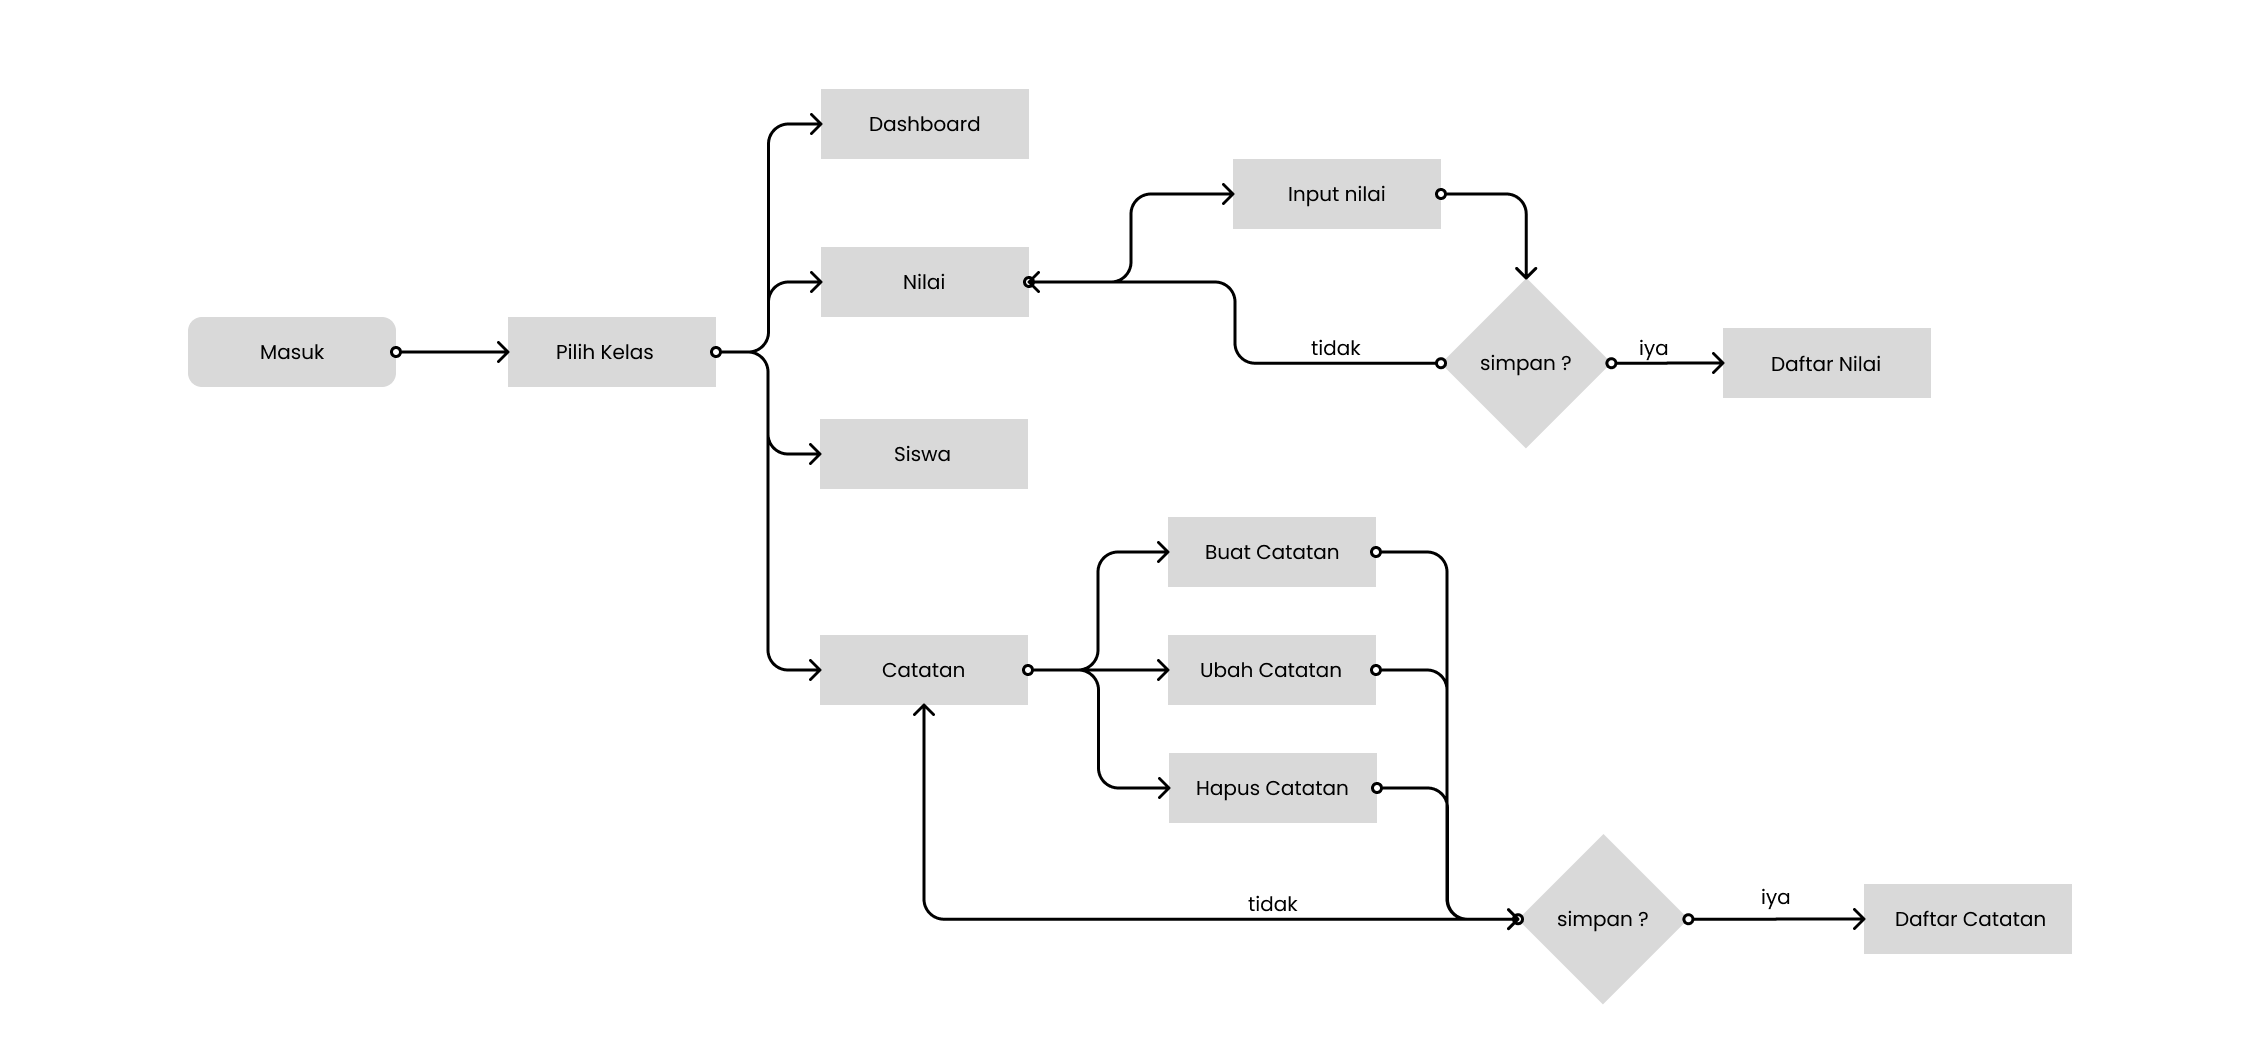 Masuk
Pilih Kelas
Dashboard
Nilai
Siswa
Catatan
Input nilai
simpan ?
tidak
iya
Daftar Nilai
Buat Catatan
Ubah Catatan
Hapus Catatan
simpan ?
tidak
iya
Daftar Catatan